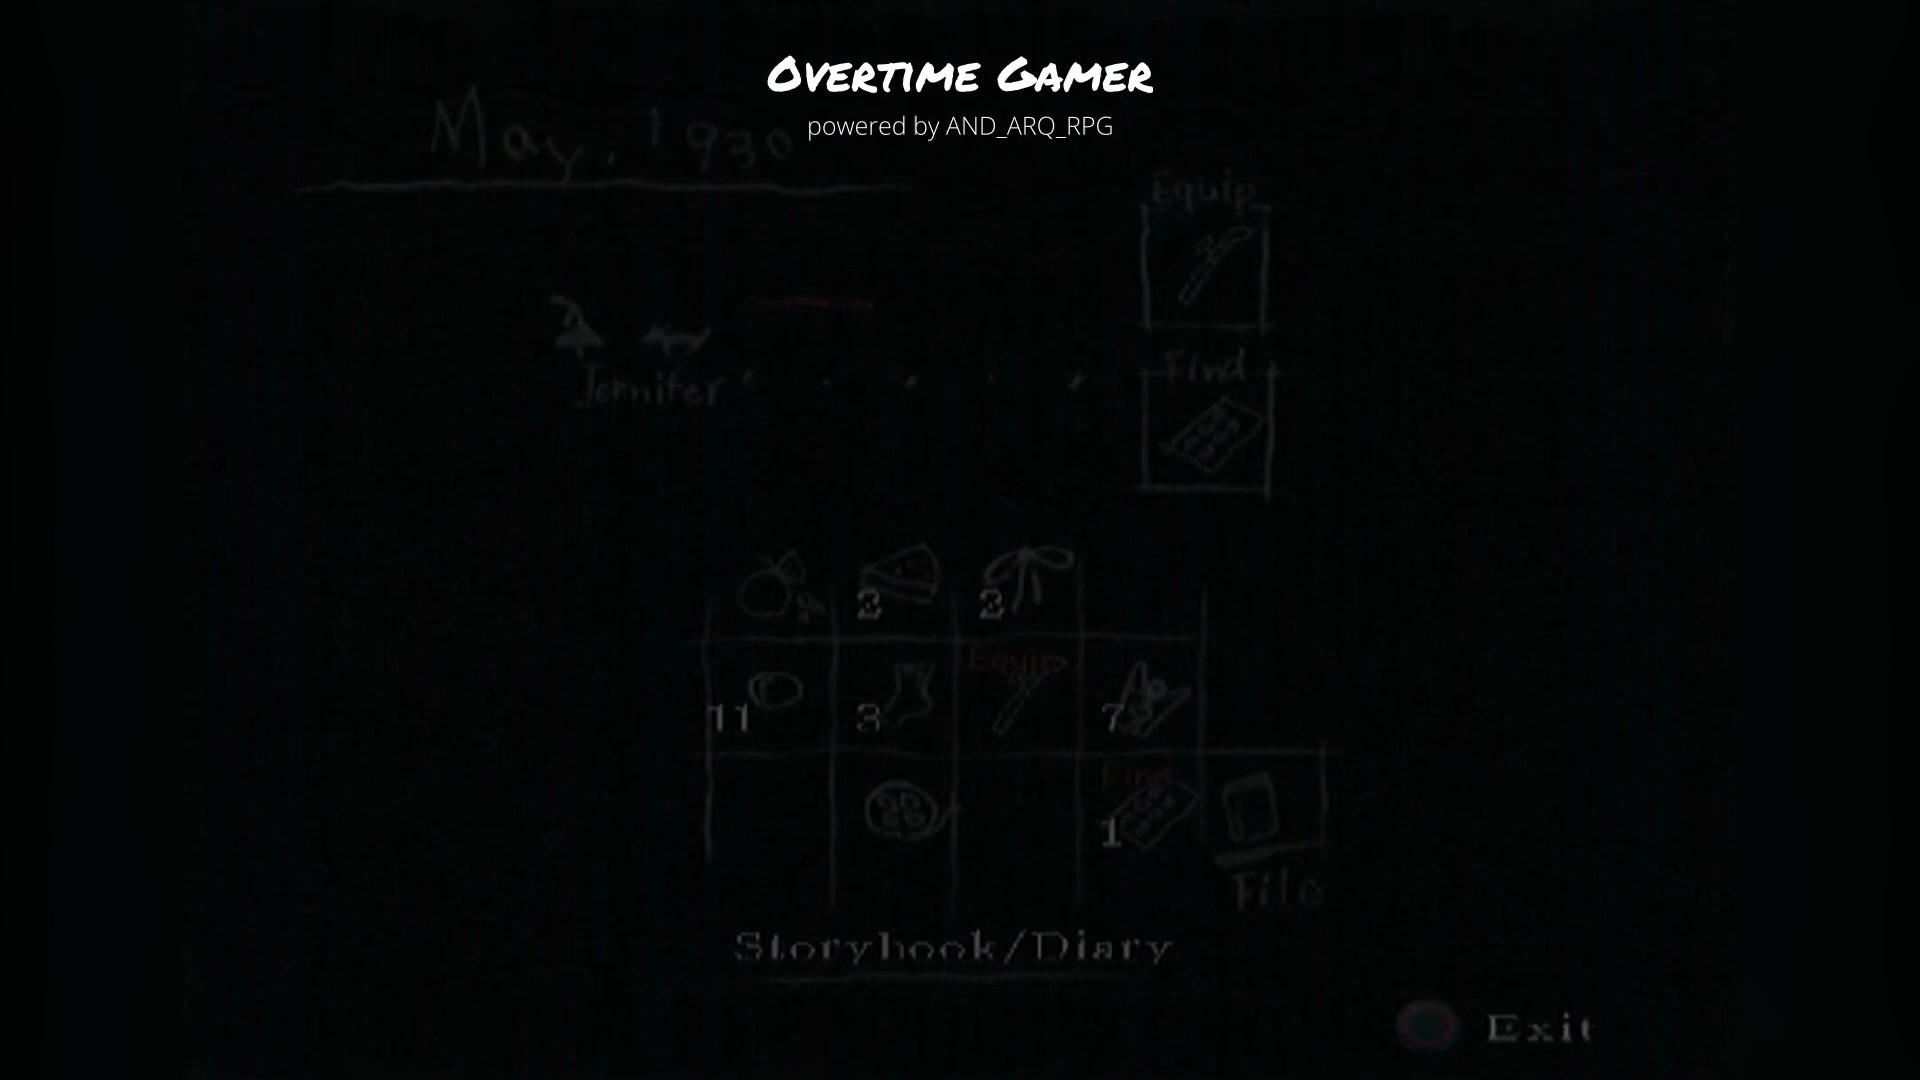 OVERTIME GAMER
powered by AND_ARQ_RPG
May, 1930
Equip
Find
Jennifer
2 2
Equip
11 3 7
Find
1
File
Storybook/Diary
Exit